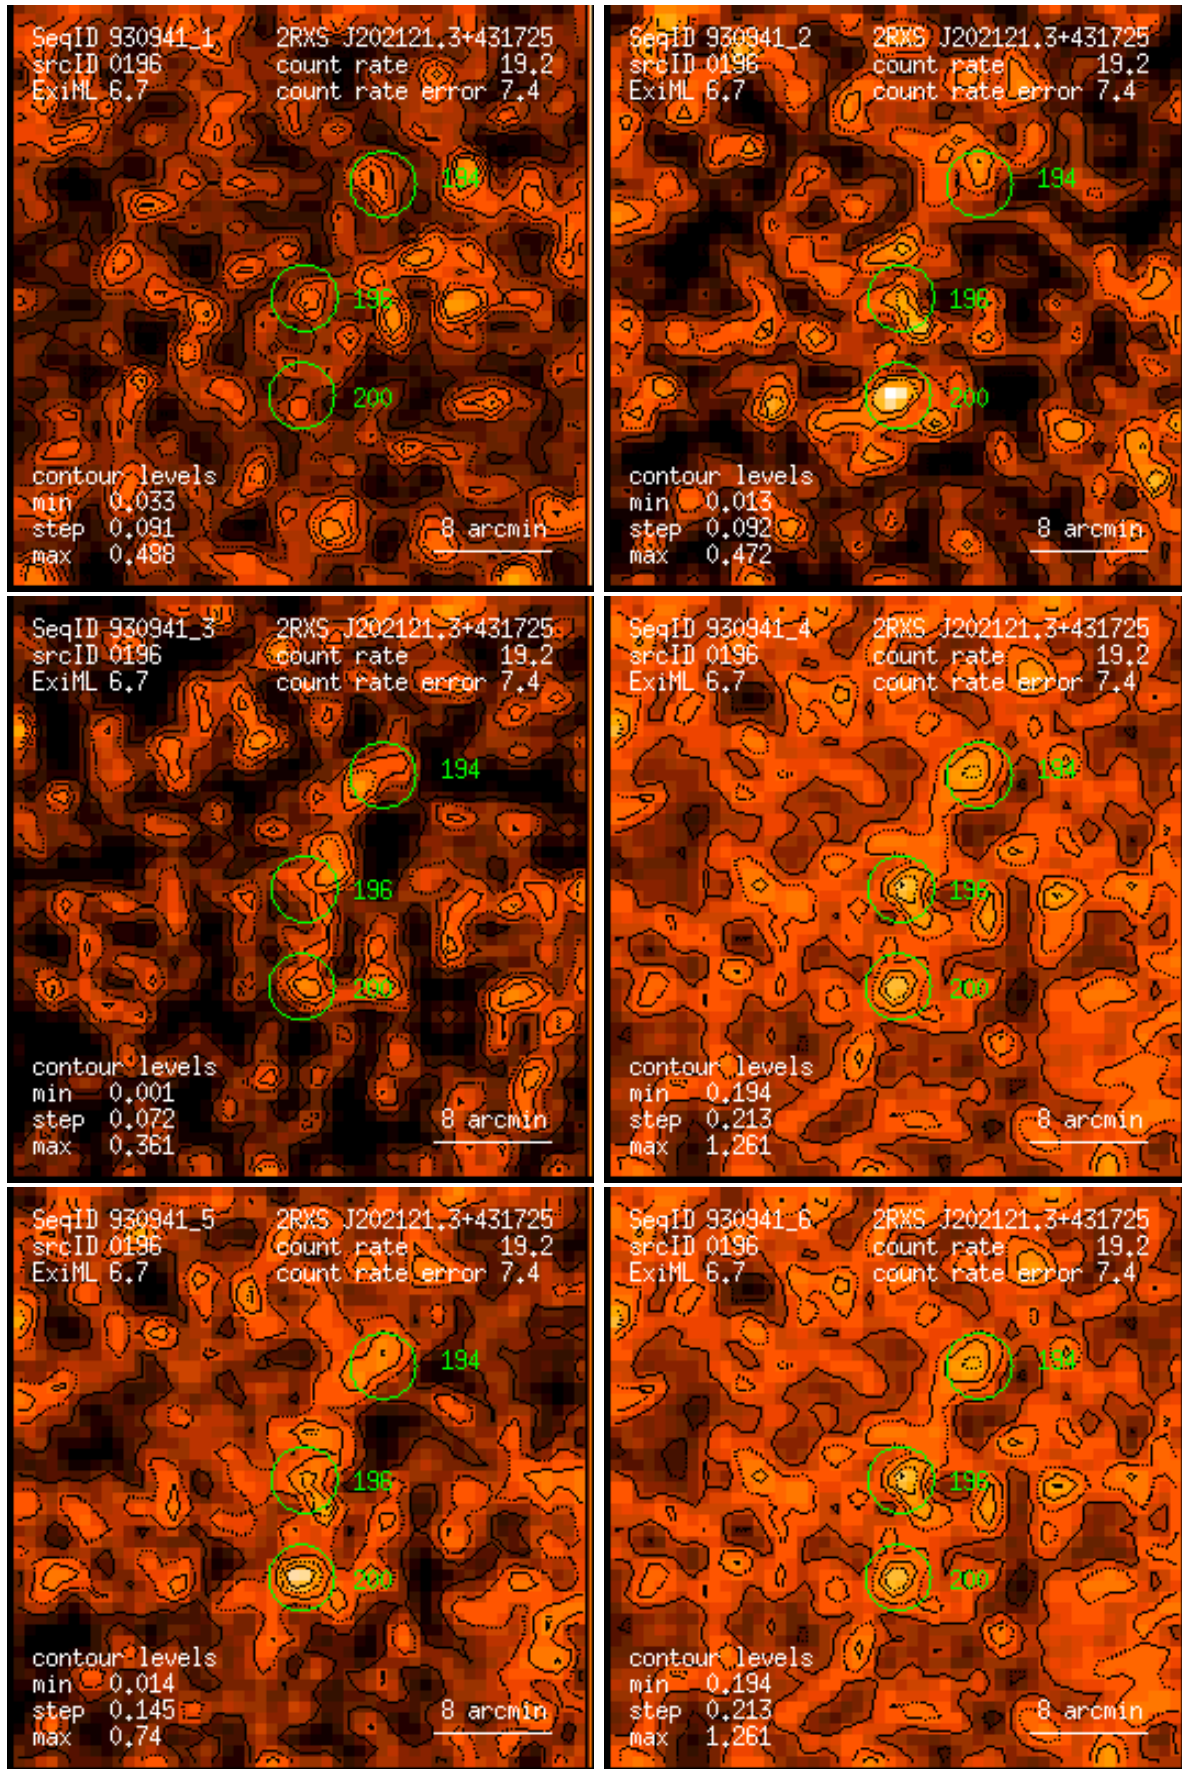 SeqID 930941_1 2RXS J202121.3+431725
srcID 0196 count rate 19.2
ExiML 6.7 count rate error 7.4
194
196
200
contour levels
min 0.033
step 0.091 8 arcmin
max 0.488
SeqID 930941_2 2RXS J202121.3+431725
srcID 0196 count rate 19.2
ExiML 6.7 count rate error 7.4
194
196
200
contour levels
min 0.013
step 0.092 8 arcmin
max 0.472
SeqID 930941_3 2RXS J202121.3+431725
srcID 0196 count rate 19.2
ExiML 6.7 count rate error 7.4
194
196
200
contour levels
min 0.001
step 0.072 8 arcmin
max 0.361
SeqID 930941_4 2RXS J202121.3+431725
srcID 0196 count rate 19.2
ExiML 6.7 count rate error 7.4
194
196
200
contour levels
min 0.194
step 0.213 8 arcmin
max 1.261
SeqID 930941_5 2RXS J202121.3+431725
srcID 0196 count rate 19.2
ExiML 6.7 count rate error 7.4
194
196
200
contour levels
min 0.014
step 0.145 8 arcmin
max 0.74
SeqID 930941_6 2RXS J202121.3+431725
srcID 0196 count rate 19.2
ExiML 6.7 count rate error 7.4
194
196
200
contour levels
min 0.194
step 0.213 8 arcmin
max 1.261